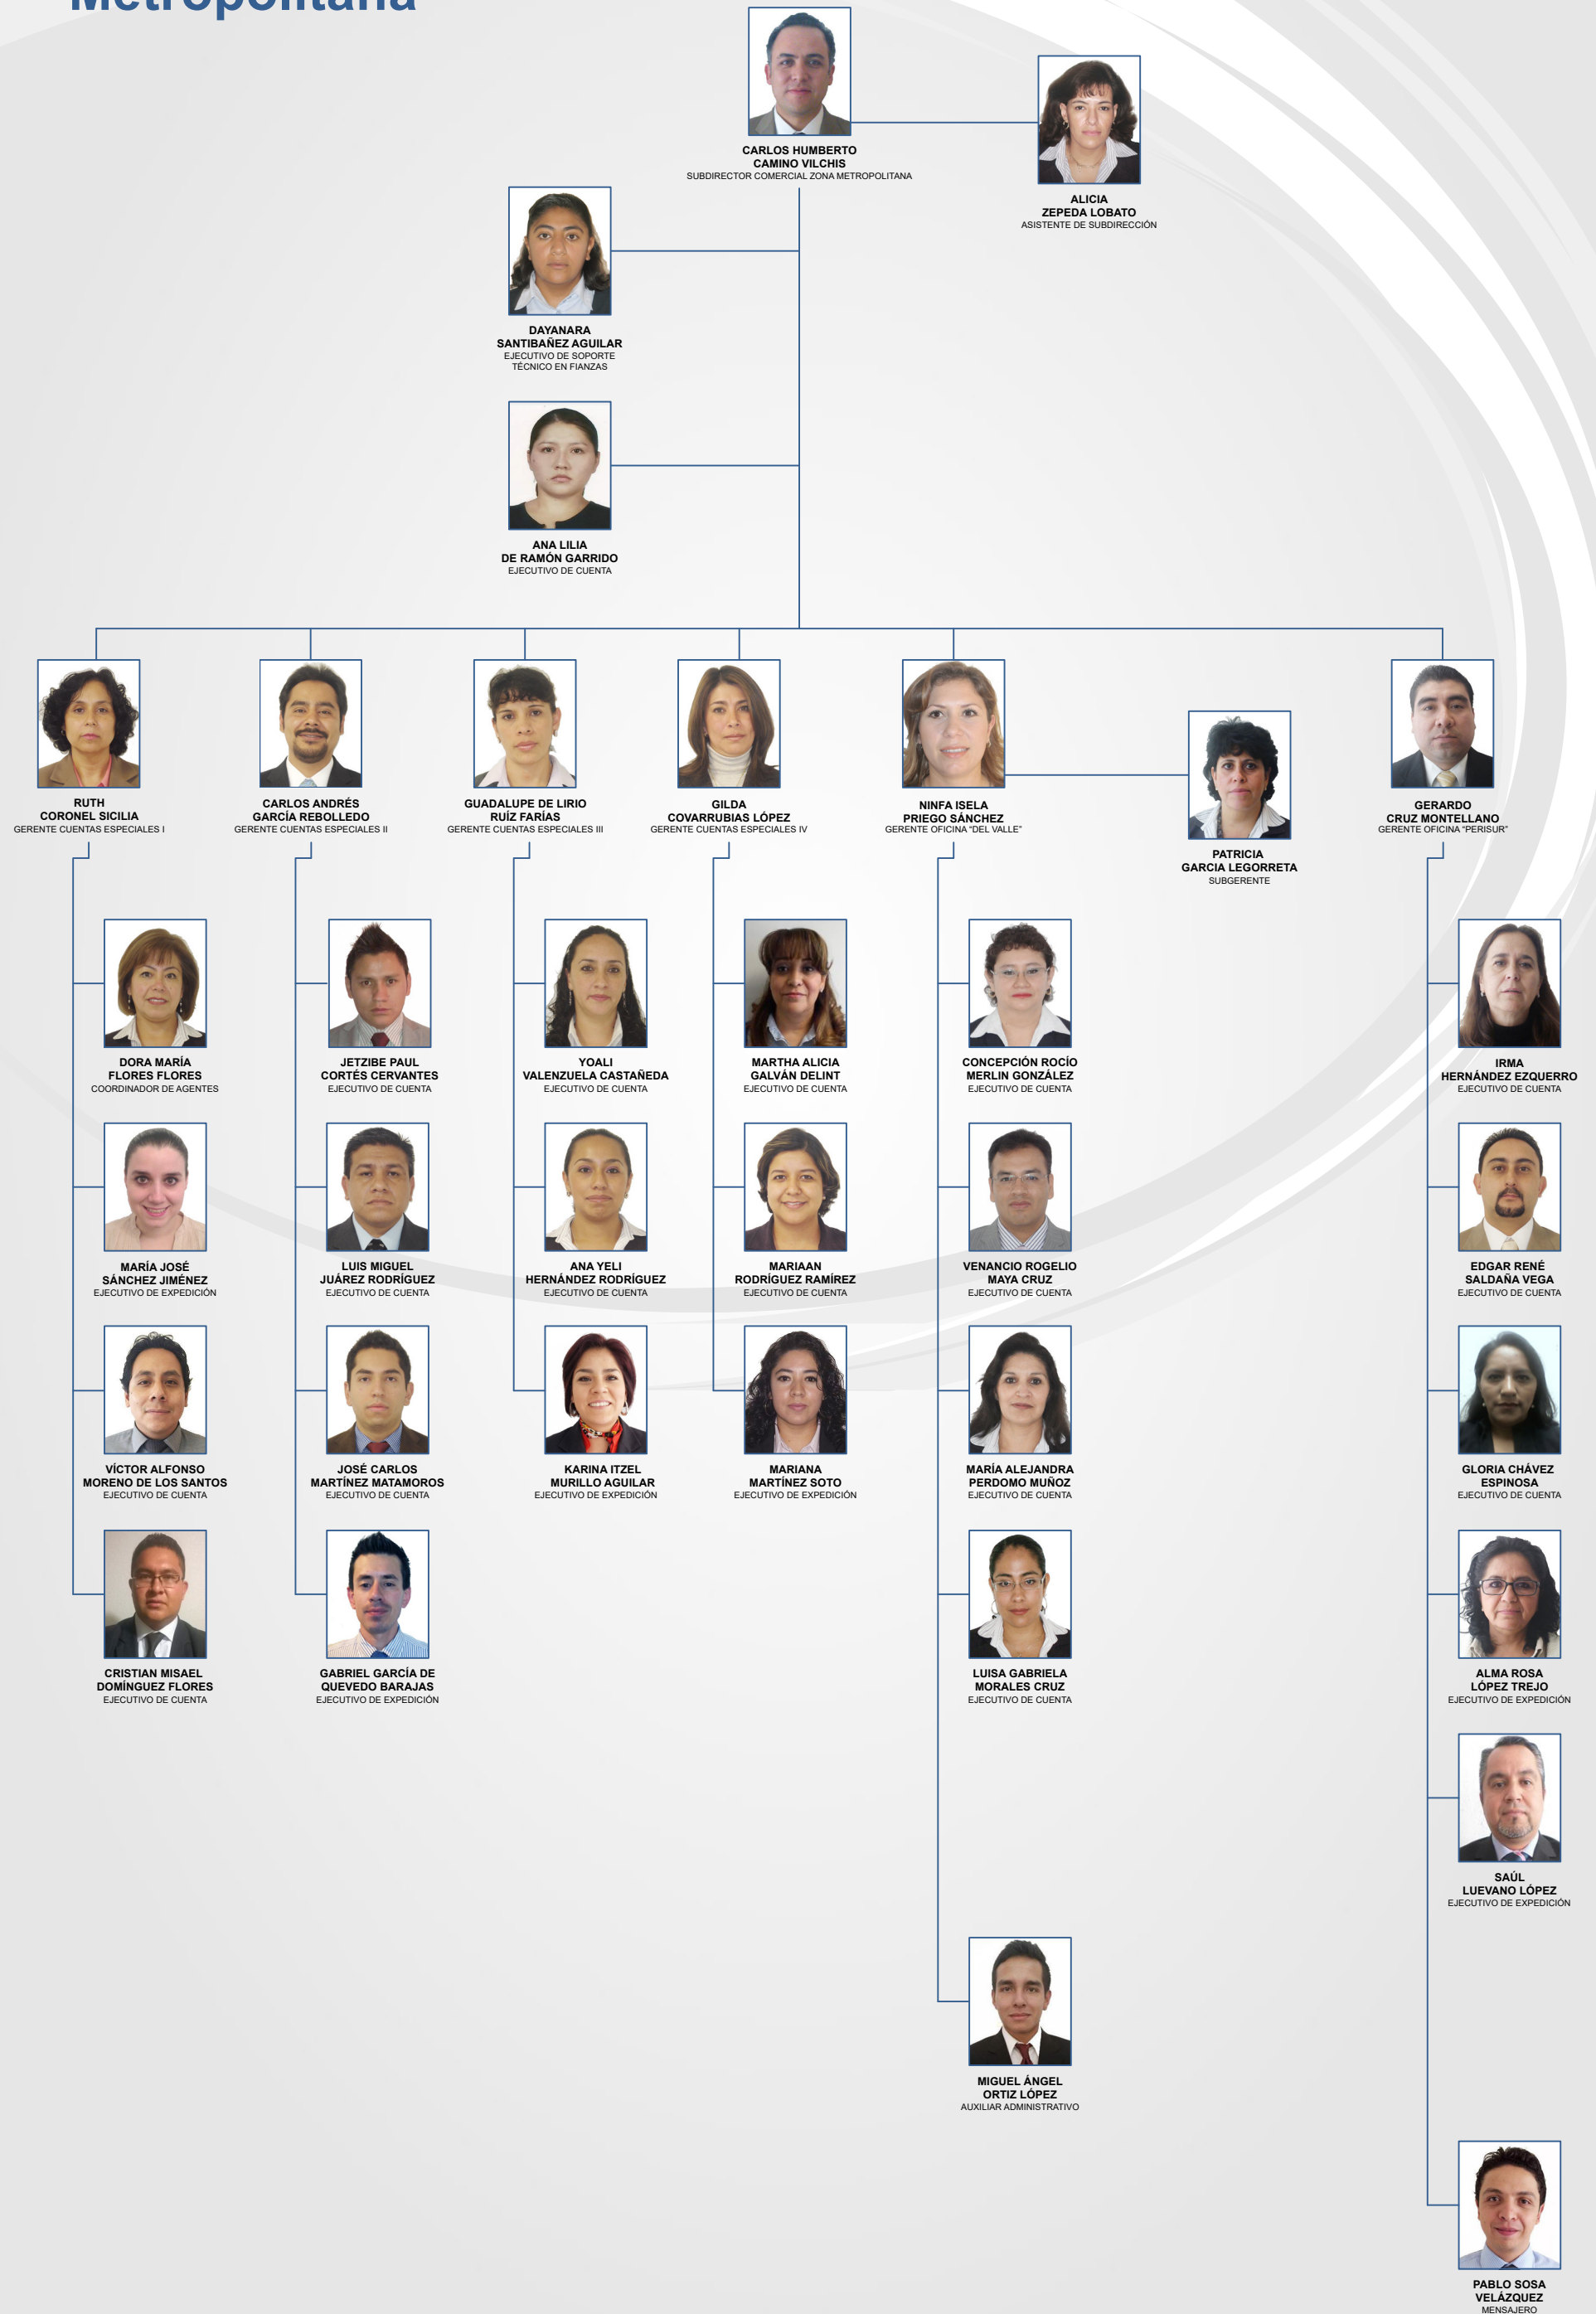 Metropolitana
CARLOS HUMBERTO
CAMINO VILCHIS
SUBDIRECTOR COMERCIAL ZONA METROPOLITANA
ALICIA
ZEPEDA LOBATO
ASISTENTE DE SUBDIRECCIÓN
DAYANARA
SANTIBAÑEZ AGUILAR
EJECUTIVO DE SOPORTE
TÉCNICO EN FIANZAS
ANA LILIA
DE RAMÓN GARRIDO
EJECUTIVO DE CUENTA
RUTH
CORONEL SICILIA
GERENTE CUENTAS ESPECIALES I
CARLOS ANDRÉS
GARCÍA REBOLLEDO
GERENTE CUENTAS ESPECIALES II
GUADALUPE DE LIRIO
RUÍZ FARÍAS
GERENTE CUENTAS ESPECIALES III
GILDA
COVARRUBIAS LÓPEZ
GERENTE CUENTAS ESPECIALES IV
NINFA ISELA
PRIEGO SÁNCHEZ
GERENTE OFICINA “DEL VALLE”
PATRICIA
GARCIA LEGORRETA
SUBGERENTE
GERARDO
CRUZ MONTELLANO
GERENTE OFICINA “PERISUR”
DORA MARÍA
FLORES FLORES
COORDINADOR DE AGENTES
JETZIBE PAUL
CORTÉS CERVANTES
EJECUTIVO DE CUENTA
YOALI
VALENZUELA CASTAÑEDA
EJECUTIVO DE CUENTA
MARTHA ALICIA
GALVÁN DELINT
EJECUTIVO DE CUENTA
CONCEPCIÓN ROCÍO
MERLIN GONZÁLEZ
EJECUTIVO DE CUENTA
IRMA
HERNÁNDEZ EZQUERRO
EJECUTIVO DE CUENTA
MARÍA JOSÉ
SÁNCHEZ JIMÉNEZ
EJECUTIVO DE EXPEDICIÓN
LUIS MIGUEL
JUÁREZ RODRÍGUEZ
EJECUTIVO DE CUENTA
ANA YELI
HERNÁNDEZ RODRÍGUEZ
EJECUTIVO DE CUENTA
MARIAAN
RODRÍGUEZ RAMÍREZ
EJECUTIVO DE CUENTA
VENANCIO ROGELIO
MAYA CRUZ
EJECUTIVO DE CUENTA
EDGAR RENÉ
SALDAÑA VEGA
EJECUTIVO DE CUENTA
VÍCTOR ALFONSO
MORENO DE LOS SANTOS
EJECUTIVO DE CUENTA
JOSÉ CARLOS
MARTÍNEZ MATAMOROS
EJECUTIVO DE CUENTA
KARINA ITZEL
MURILLO AGUILAR
EJECUTIVO DE EXPEDICIÓN
MARIANA
MARTÍNEZ SOTO
EJECUTIVO DE EXPEDICIÓN
MARÍA ALEJANDRA
PERDOMO MUÑOZ
EJECUTIVO DE CUENTA
GLORIA CHÁVEZ
ESPINOSA
EJECUTIVO DE CUENTA
CRISTIAN MISAEL
DOMÍNGUEZ FLORES
EJECUTIVO DE CUENTA
GABRIEL GARCÍA DE
QUEVEDO BARAJAS
EJECUTIVO DE EXPEDICIÓN
LUISA GABRIELA
MORALES CRUZ
EJECUTIVO DE CUENTA
ALMA ROSA
LÓPEZ TREJO
EJECUTIVO DE EXPEDICIÓN
SAÚL
LUEVANO LÓPEZ
EJECUTIVO DE EXPEDICIÓN
MIGUEL ÁNGEL
ORTIZ LÓPEZ
AUXILIAR ADMINISTRATIVO
PABLO SOSA
VELÁZQUEZ
MENSAJERO